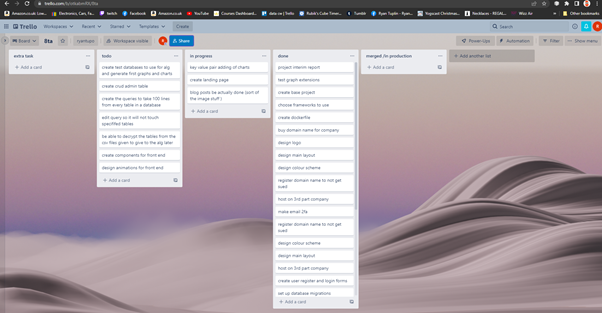 trello.com/b/
Amazon.co.uk: Low...
Electronic Cars, Fa...
twitch
Facebook
Amazon.co.uk
YouTube
Courses Dashboard...
data.cw | Trello
Rubik's Cube Timer...
Tumblr
Ryan Tuplin - Ryan...
Yogscast Christmas...
Necklaces - REGAL...
Misc Air
Other bookmarks
Trello
Workspaces
Recent
Starred
Templates
Create
Search
Board
8ta
Workspace visible
Share
Power-Ups
Automation
Filter
Show menu
extra task
+ Add a card
todo
create test databases to use for alg
and generate first graphs and charts
create crud admin table
create the queries to take 100 lines
from every table in a database
edit query so it will not touch
specifited tables
be able to decrypt the tables from the
csv files given to give to the alg later
create components for front end
design animations for front end
+ Add a card
in progress
key value pair adding of charts
create landing page
blog posts be actually done (sort of
the image stuff )
+ Add a card
done
project interim report
test graph extensions
create base project
choose frameworks to use
create dockerfile
buy domain name for company
design logo
design main layout
design colour scheme
register domain name to not get
sued
host on 3rd part company
make email 2fa
register domain name to not get
sued
design colour scheme
design main layout
host on 3rd part company
create user register and login forms
set up database migrations
+ Add a card
merged /in production
+ Add a card
+ Add another list